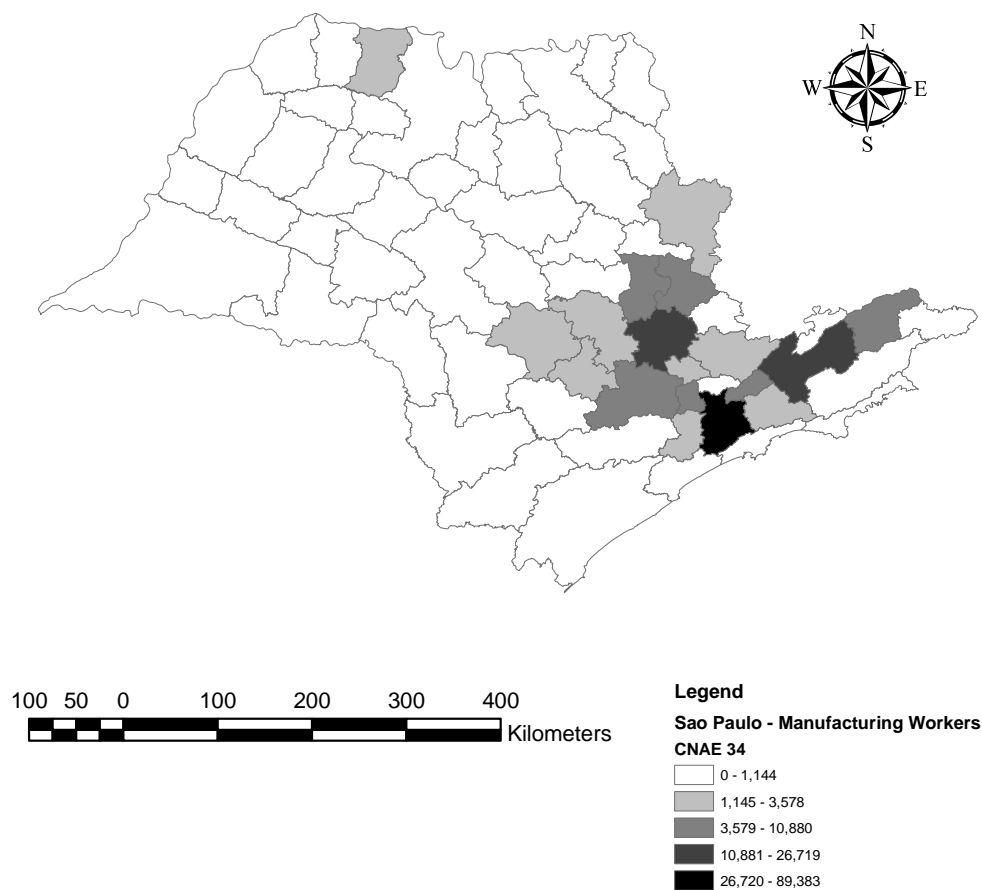 N
W E
S
100 50 0 100 200 300 400
Kilometers
Legend
Sao Paulo - Manufacturing Workers
CNAE 34
0 - 1,144
1,145 - 3,578
3,579 - 10,880
10,881 - 26,719
26,720 - 89,383